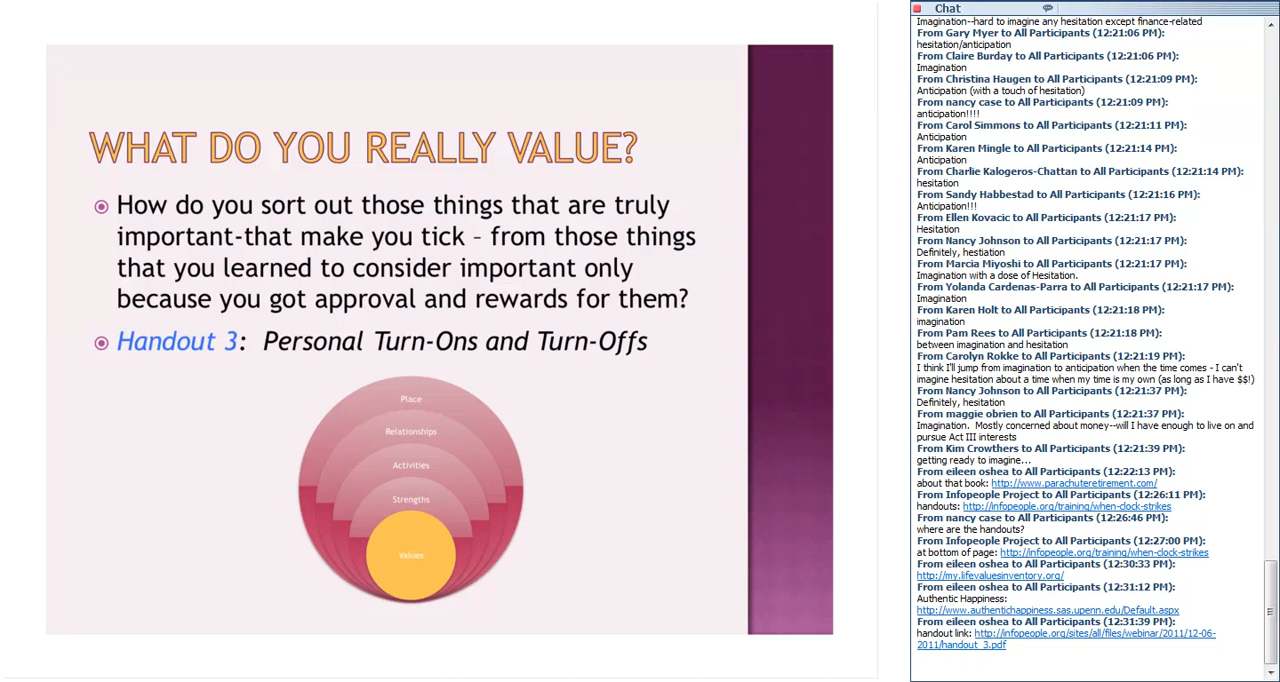 WHAT DO YOU REALLY VALUE?
How do you sort out those things that are truly
important-that make you tick – from those things
that you learned to consider important only
because you got approval and rewards for them?
Handout 3: Personal Turn-Ons and Turn-Offs
Place
Relationships
Activities
Strengths
Values
Chat
Imagination--hard to imagine any hesitation except finance-related
From Gary Myer to All Participants (12:21:06 PM):
hesitation/anticipation
From Claire Burday to All Participants (12:21:06 PM):
Imagination
From Christina Haugen to All Participants (12:21:09 PM):
Anticipation (with a touch of hesitation)
From nancy case to All Participants (12:21:09 PM):
anticipation!!!!
From Carol Simmons to All Participants (12:21:11 PM):
Anticipation
From Karen Mingle to All Participants (12:21:14 PM):
Anticipation
From Charlie Kalogeros-Chattan to All Participants (12:21:14 PM):
hesitation
From Sandy Habbestad to All Participants (12:21:16 PM):
Anticipation!!!
From Ellen Kovacic to All Participants (12:21:17 PM):
Hesitation
From Nancy Johnson to All Participants (12:21:17 PM):
Definitely, hestiation
From Marcia Miyoshi to All Participants (12:21:17 PM):
Imagination with a dose of Hesitation.
From Yolanda Cardenas-Parra to All Participants (12:21:17 PM):
Imagination
From Karen Holt to All Participants (12:21:18 PM):
imagination
From Pam Rees to All Participants (12:21:18 PM):
between imagination and hesitation
From Carolyn Rokke to All Participants (12:21:19 PM):
I think I'll jump from imagination to anticipation when the time comes - I can't
imagine hesitation about a time when my time is my own (as long as I have $$!)
From Nancy Johnson to All Participants (12:21:37 PM):
Definitely, hesitation
From maggie obrien to All Participants (12:21:37 PM):
Imagination. Mostly concerned about money--will I have enough to live on and
pursue Act III interests
From Kim Crowthers to All Participants (12:21:39 PM):
getting ready to imagine...
From eileen oshea to All Participants (12:22:13 PM):
about that book: http://www.parachuteretirement.com/
From Infopeople Project to All Participants (12:26:11 PM):
handouts: http://infopeople.org/training/when-clock-strikes
From nancy case to All Participants (12:26:46 PM):
where are the handouts?
From Infopeople Project to All Participants (12:27:00 PM):
at bottom of page: http://infopeople.org/training/when-clock-strikes
From eileen oshea to All Participants (12:30:33 PM):
http://my.lifevaluesinventory.org/
From eileen oshea to All Participants (12:31:12 PM):
Authentic Happiness:
http://www.authentichappiness.sas.upenn.edu/Default.aspx
From eileen oshea to All Participants (12:31:39 PM):
handout link: http://infopeople.org/sites/all/files/webinar/2011/12-06-
2011/handout_3.pdf